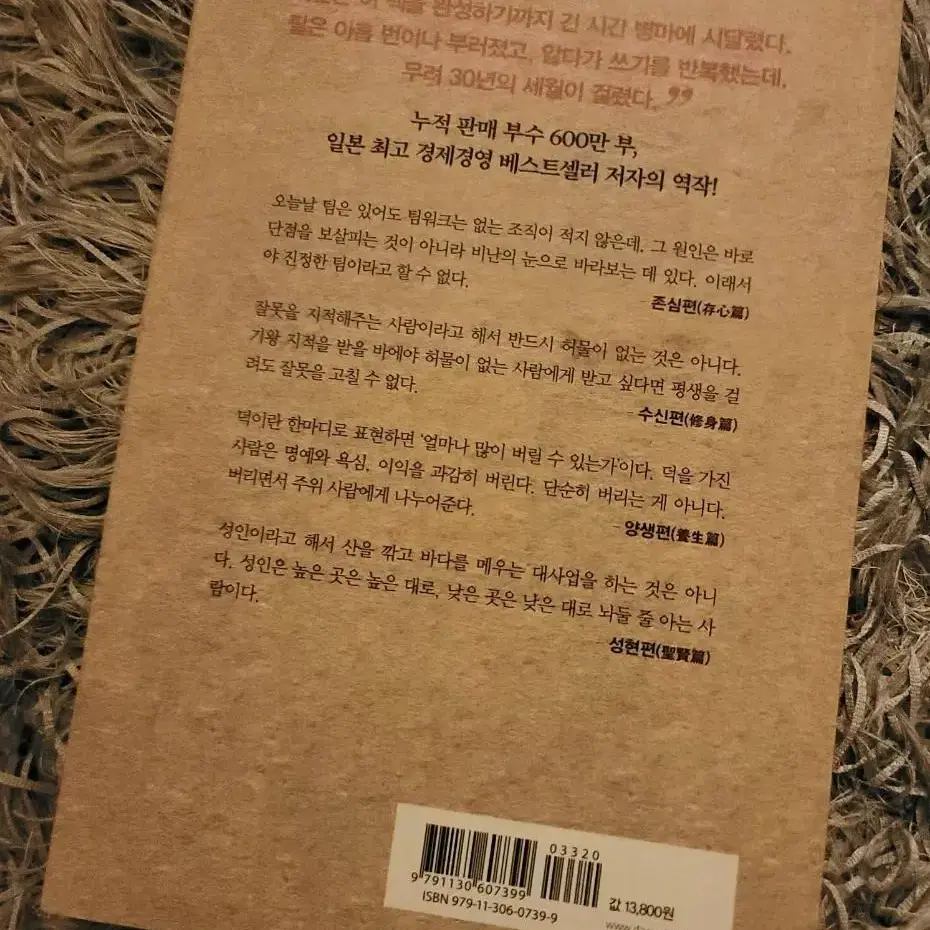 이 책을 완성하기까지 긴 시간 병마에 시달렸다.
팔은 아홉 번이나 부러졌고, 앓다가 쓰기를 반복했는데,
무려 30년의 세월이 걸렸다. ”
누적 판매 부수 600만 부,
일본 최고 경제경영 베스트셀러 저자의 역작!
오늘날 팀은 있어도 팀워크는 없는 조직이 적지 않은데, 그 원인은 바로
단점을 보살피는 것이 아니라 비난의 눈으로 바라보는 데 있다. 이래서
야 진정한 팀이라고 할 수 없다.
- 존심편(存心篇)
잘못을 지적해주는 사람이라고 해서 반드시 허물이 없는 것은 아니다.
기왕 지적을 받을 바에야 허물이 없는 사람에게 받고 싶다면 평생을 걸
려도 잘못을 고칠 수 없다.
- 수신편(修身篇)
덕이란 한마디로 표현하면 ‘얼마나 많이 버릴 수 있는가’이다. 덕을 가진
사람은 명예와 욕심, 이익을 과감히 버린다. 단순히 버리는 게 아니다.
버리면서 주위 사람에게 나누어준다.
- 양생편(養生篇)
성인이라고 해서 산을 깎고 바다를 메우는 대사업을 하는 것은 아니
다. 성인은 높은 곳은 높은 대로, 낮은 곳은 낮은 대로 놔둘 줄 아는 사
람이다.
- 성현편(聖賢篇)
03320
9 791130 607399
ISBN 979-11-306-0739-9
값 13,800원